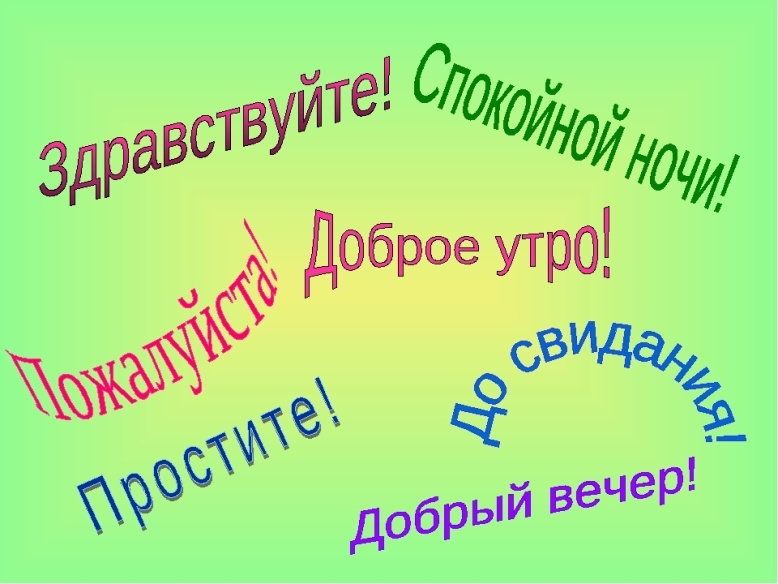 Здравствуйте!
Спокойной ночи!
Доброе утро!
Пожалуйста!
До свидания!
Простите!
Добрый вечер!